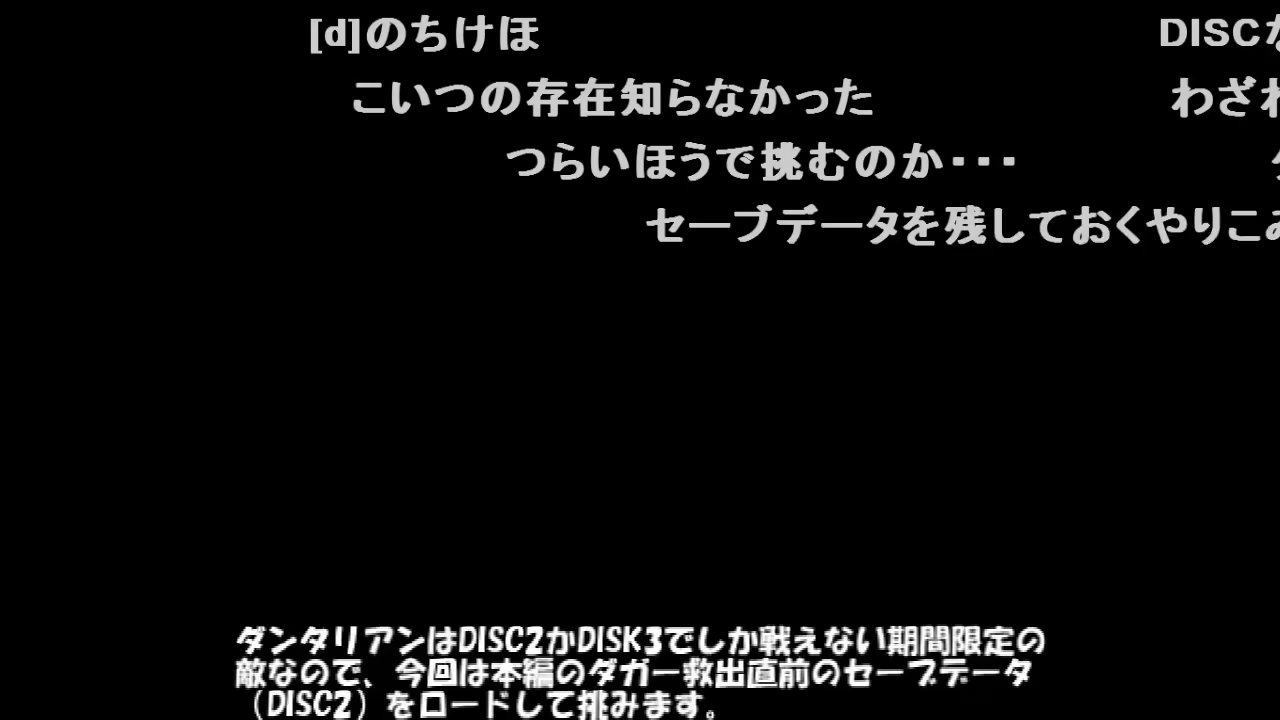 [d]のちけほ
DISC
こいつの存在知らなかった
わざ
つらいほうで挑むのか・・・
セーブデータを残しておくやりこ
ダンタリアンはDISC2かDISK3でしか戦えない期間限定の
敵なので、今回は本編のダガー救出直前のセーブデータ
（DISC2）をロードして挑みます。